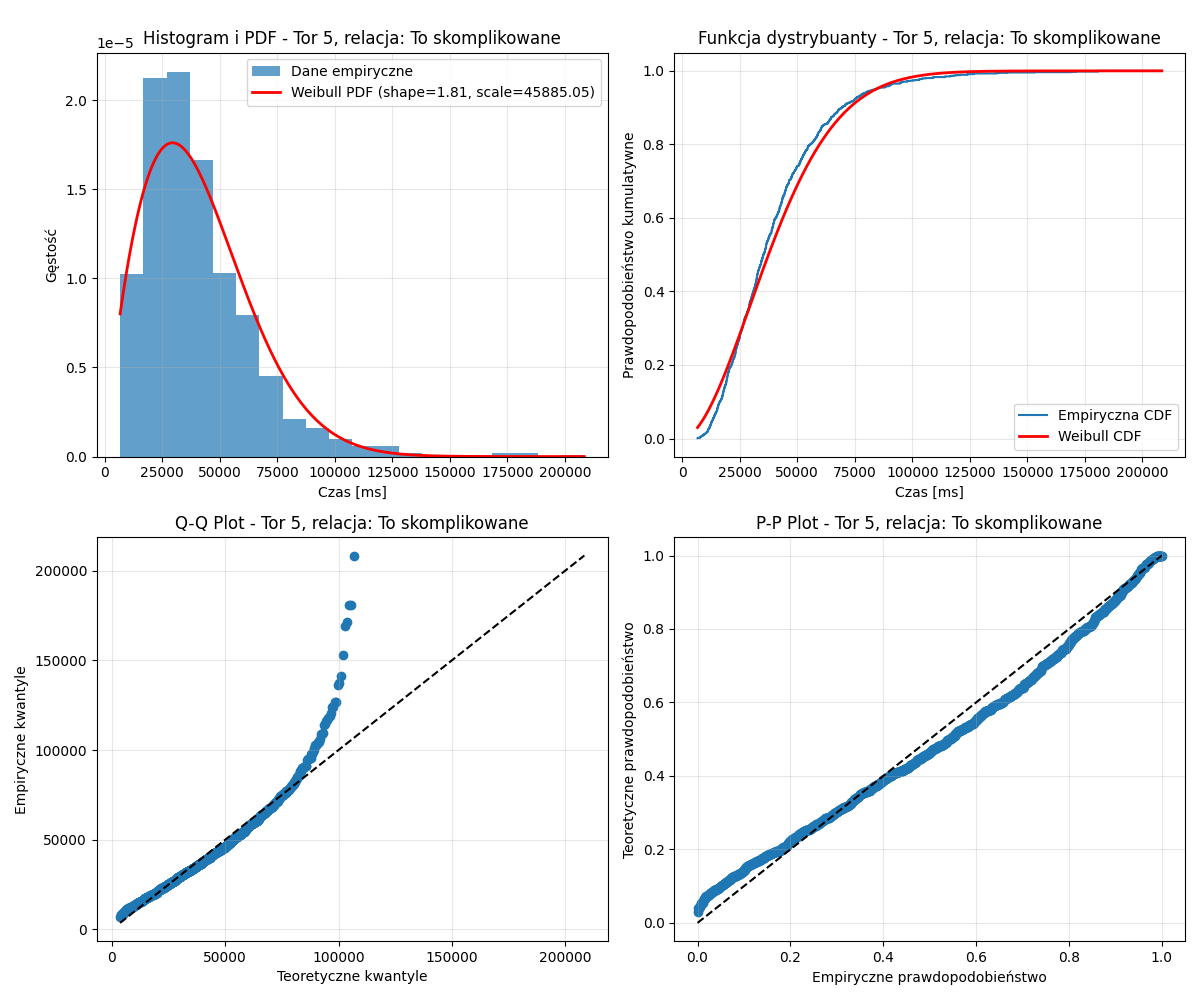 Histogram i PDF - Tor 5, relacja: To skomplikowane
1e−5
Dane empiryczne
Weibull PDF (shape=1.81, scale=45885.05)
2.0
1.5
1.0
0.5
0.0
Gęstość
0 25000 50000 75000 100000 125000 150000 175000 200000
Czas [ms]
Funkcja dystrybuanty - Tor 5, relacja: To skomplikowane
1.0
0.8
0.6
0.4
0.2
0.0
Prawdopodobieństwo kumulatywne
Empiryczna CDF
Weibull CDF
0 25000 50000 75000 100000 125000 150000 175000 200000
Czas [ms]
Q-Q Plot - Tor 5, relacja: To skomplikowane
200000
150000
100000
50000
0
Empiryczne kwantyle
0 50000 100000 150000 200000
Teoretyczne kwantyle
P-P Plot - Tor 5, relacja: To skomplikowane
1.0
0.8
0.6
0.4
0.2
0.0
Teoretyczne prawdopodobieństwo
0.0 0.2 0.4 0.6 0.8 1.0
Empiryczne prawdopodobieństwo